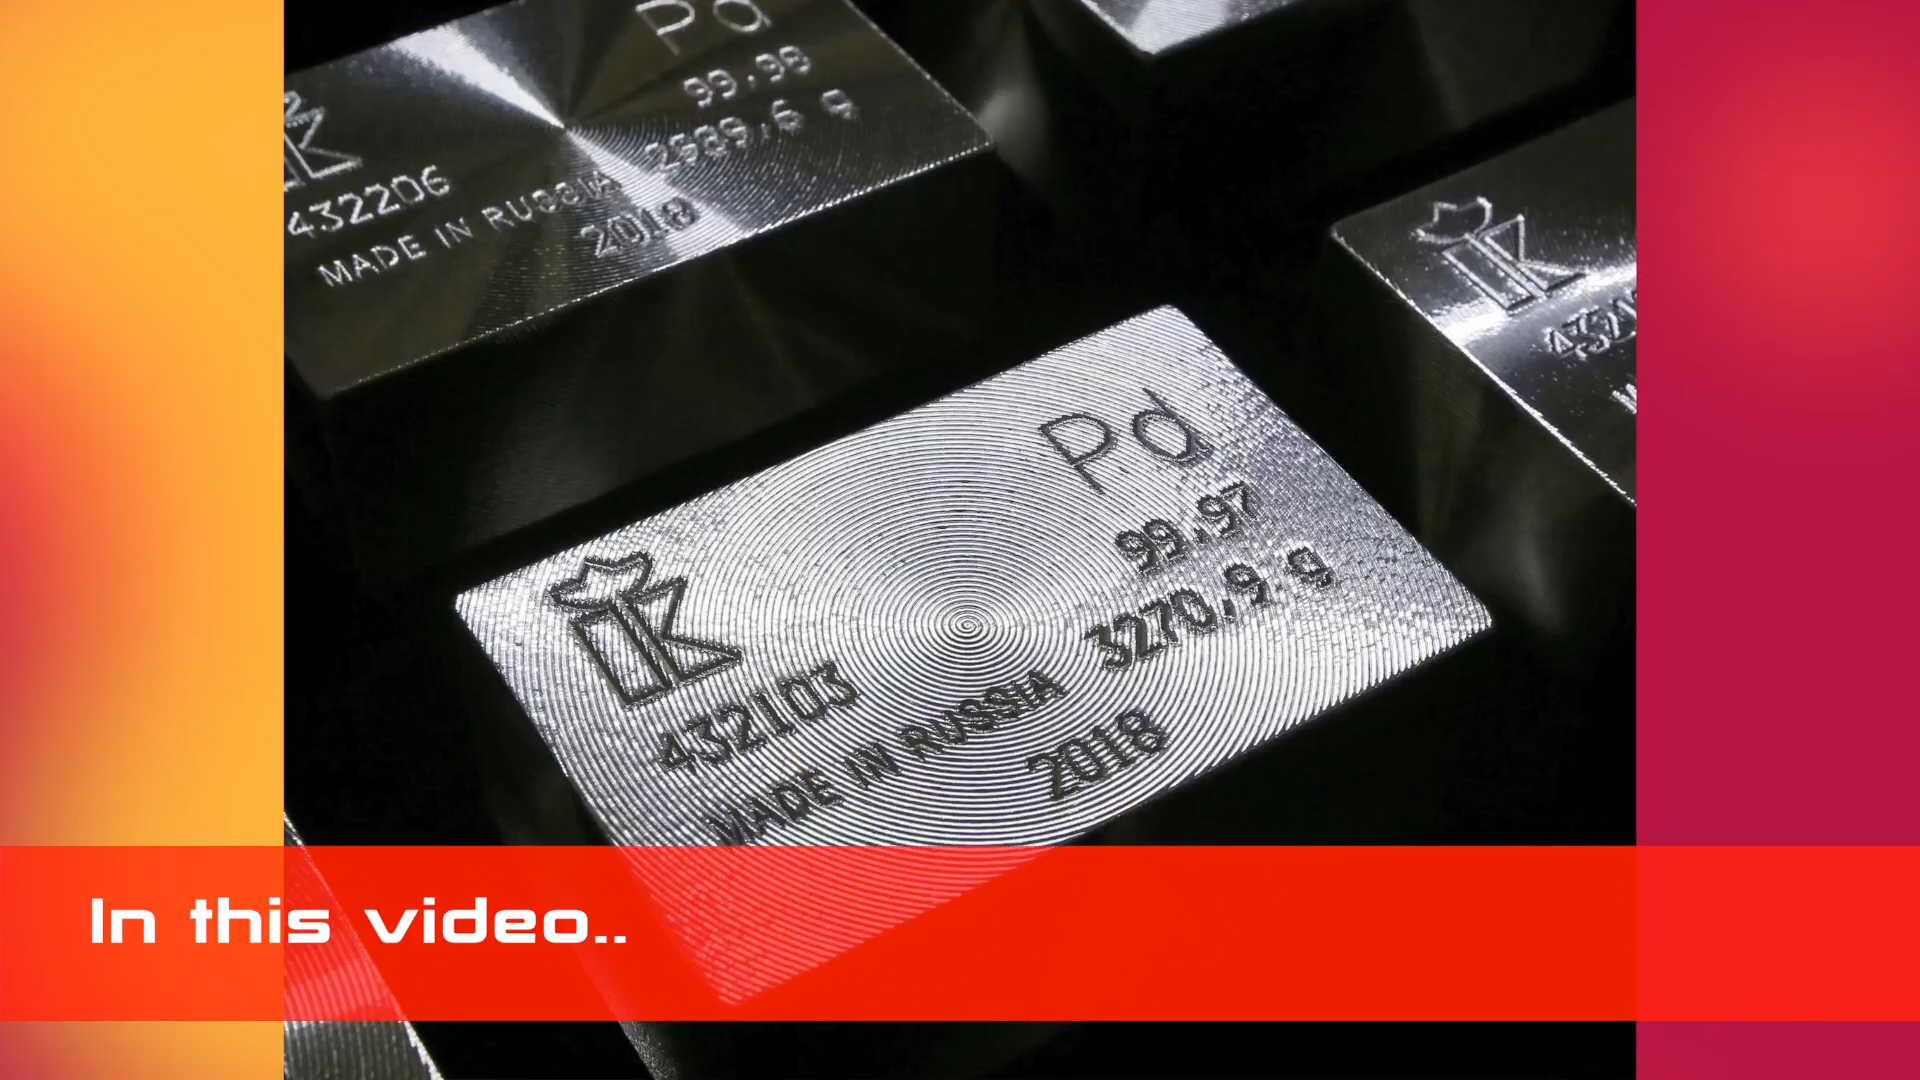 Pd
99.98
2989,6 g
432206
MADE IN RUSSIA
2018
K
Pd
99.97
3270,9 g
K
432103
MADE IN RUSSIA
2018
In this video..